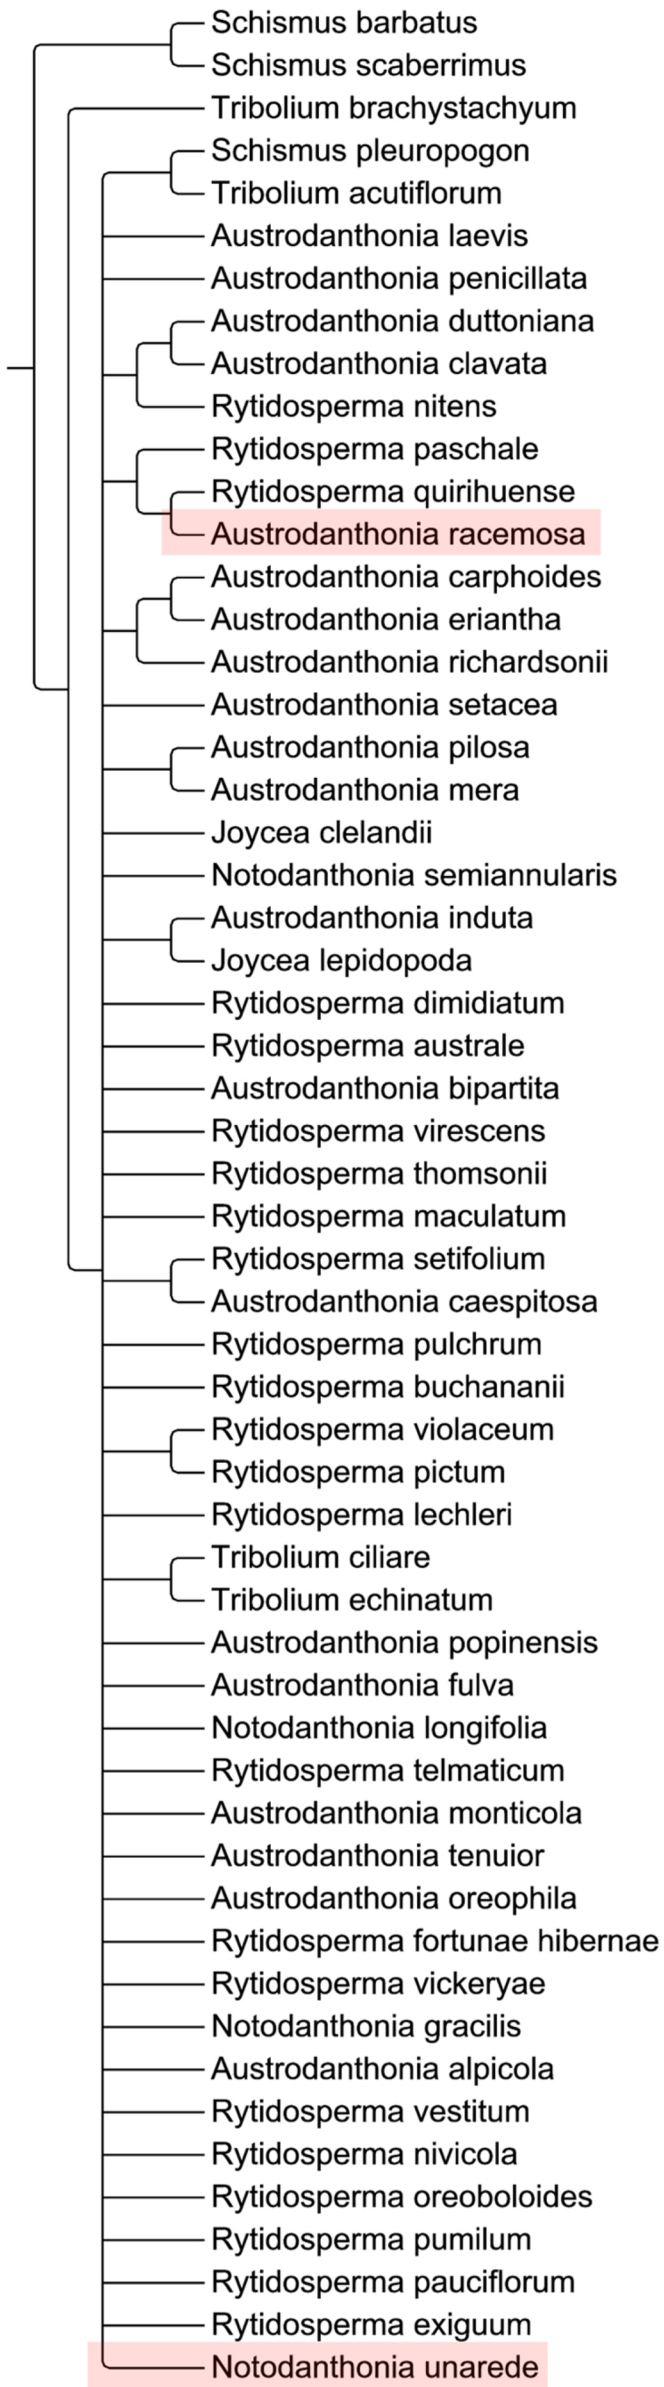 Schismus barbatus
Schismus scaberrimus
Tribolium brachystachyum
Schismus pleuropogon
Tribolium acutiflorum
Austrodanthonia laevis
Austrodanthonia penicillata
Austrodanthonia duttoniana
Austrodanthonia clavata
Rytidosperma nitens
Rytidosperma paschale
Rytidosperma quirihuense
Austrodanthonia racemosa
Austrodanthonia carphoides
Austrodanthonia eriantha
Austrodanthonia richardsonii
Austrodanthonia setacea
Austrodanthonia pilosa
Austrodanthonia mera
Joycea clelandii
Notodanthonia semiannularis
Austrodanthonia induta
Joycea lepidopoda
Rytidosperma dimidiatum
Rytidosperma australe
Austrodanthonia bipartita
Rytidosperma virescens
Rytidosperma thomsonii
Rytidosperma maculatum
Rytidosperma setifolium
Austrodanthonia caespitosa
Rytidosperma pulchrum
Rytidosperma buchananii
Rytidosperma violaceum
Rytidosperma pictum
Rytidosperma lechleri
Tribolium ciliare
Tribolium echinatum
Austrodanthonia popinensis
Austrodanthonia fulva
Notodanthonia longifolia
Rytidosperma telmaticum
Austrodanthonia monticola
Austrodanthonia tenuior
Austrodanthonia oreophila
Rytidosperma fortunae hibernae
Rytidosperma vickeryae
Notodanthonia gracilis
Austrodanthonia alpicola
Rytidosperma vestitum
Rytidosperma nivicola
Rytidosperma oreoboloides
Rytidosperma pumilum
Rytidosperma pauciflorum
Rytidosperma exiguum
Notodanthonia unarede